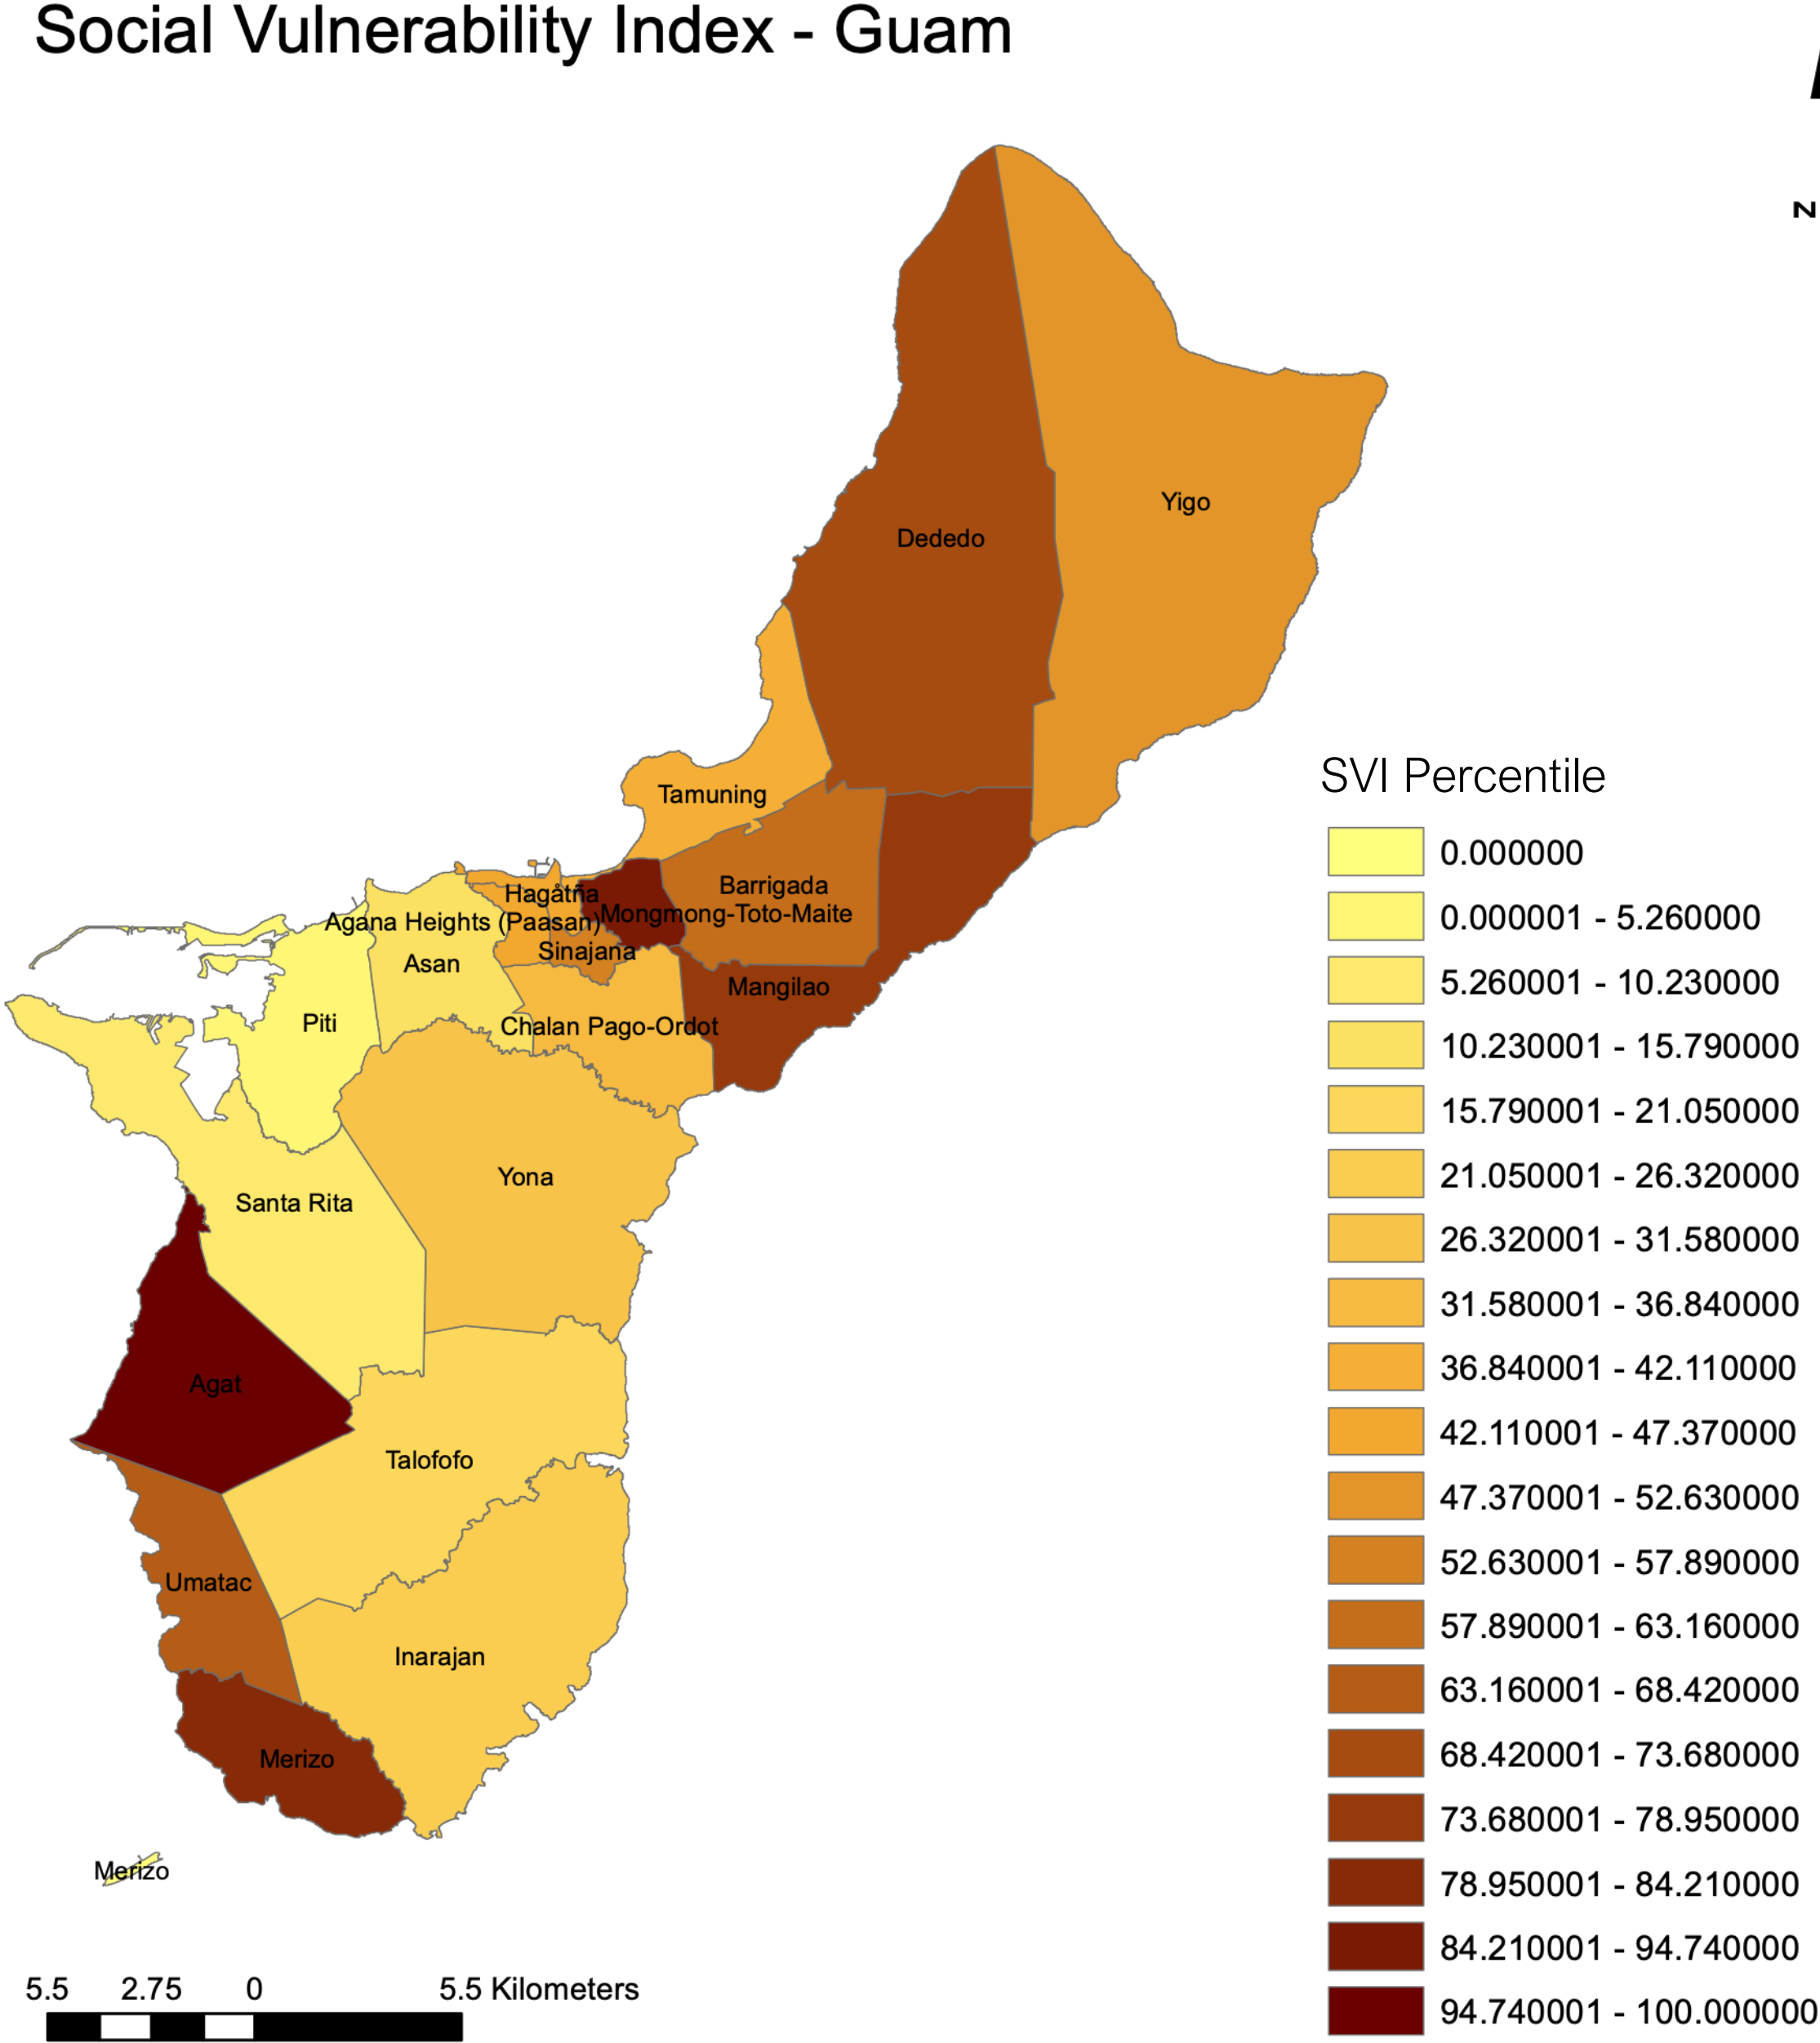 Social Vulnerability Index - Guam
z
Yigo
Dededo
Tamuning
Barrigada
Hagåtña
Mongmong-Toto-Maite
Agana Heights (Paasan)
Sinajana
Asan
Mangilao
Piti
Chalan Pago-Ordot
Yona
Santa Rita
Agat
Talofofo
Umatac
Inarajan
Merizo
Merizo
5.5 2.75 0 5.5 Kilometers
SVI Percentile
0.000000
0.000001 - 5.260000
5.260001 - 10.230000
10.230001 - 15.790000
15.790001 - 21.050000
21.050001 - 26.320000
26.320001 - 31.580000
31.580001 - 36.840000
36.840001 - 42.110000
42.110001 - 47.370000
47.370001 - 52.630000
52.630001 - 57.890000
57.890001 - 63.160000
63.160001 - 68.420000
68.420001 - 73.680000
73.680001 - 78.950000
78.950001 - 84.210000
84.210001 - 94.740000
94.740001 - 100.000000